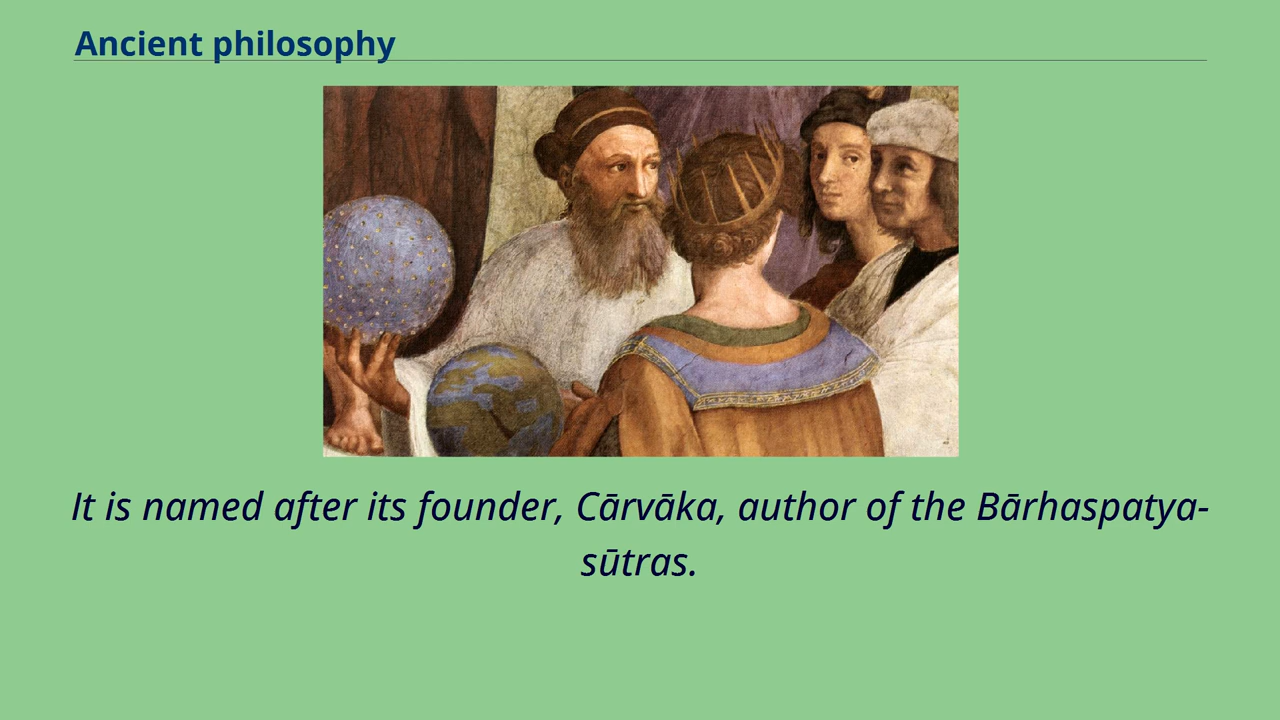 Ancient philosophy
It is named after its founder, Cārvāka, author of the Bārhaspatya-
sūtras.